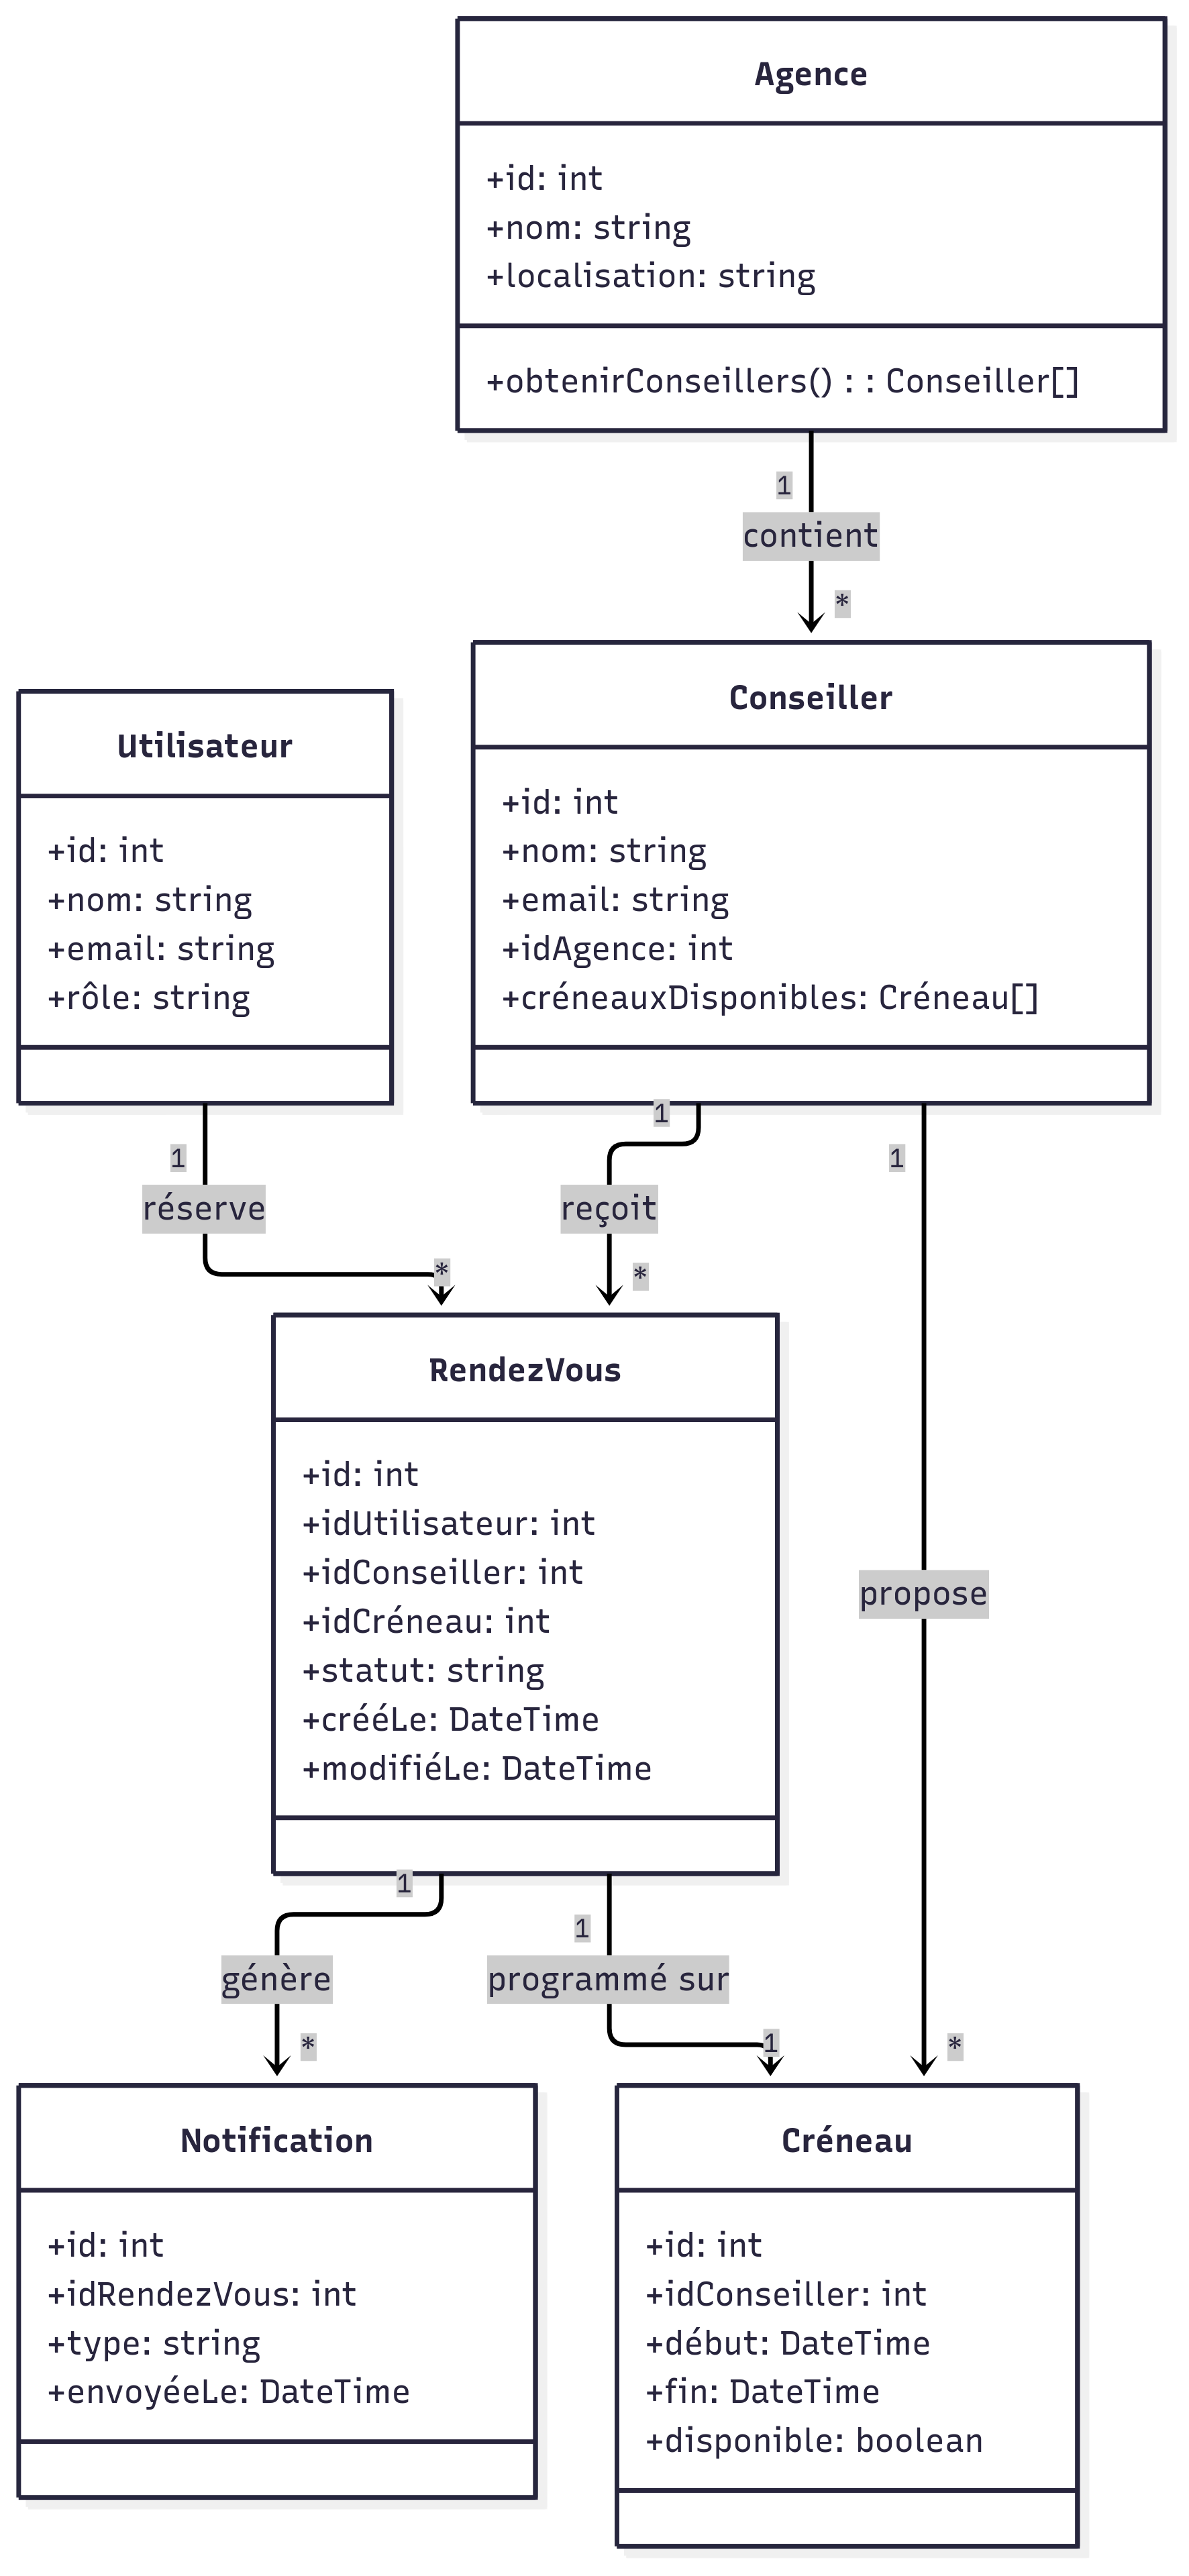 Agence
+id: int
+nom: string
+localisation: string
+obtenirConseillers() : : Conseiller[]
1
contient
*
Conseiller
+id: int
+nom: string
+email: string
+idAgence: int
+créneauxDisponibles: Créneau[]
Utilisateur
+id: int
+nom: string
+email: string
+rôle: string
1
réserve
*
1
reçoit
*
1
propose
*
RendezVous
+id: int
+idUtilisateur: int
+idConseiller: int
+idCréneau: int
+statut: string
+crééLe: DateTime
+modifiéLe: DateTime
1
génère
*
1
programmé sur
1
Notification
+id: int
+idRendezVous: int
+type: string
+envoyéeLe: DateTime
Créneau
+id: int
+idConseiller: int
+début: DateTime
+fin: DateTime
+disponible: boolean